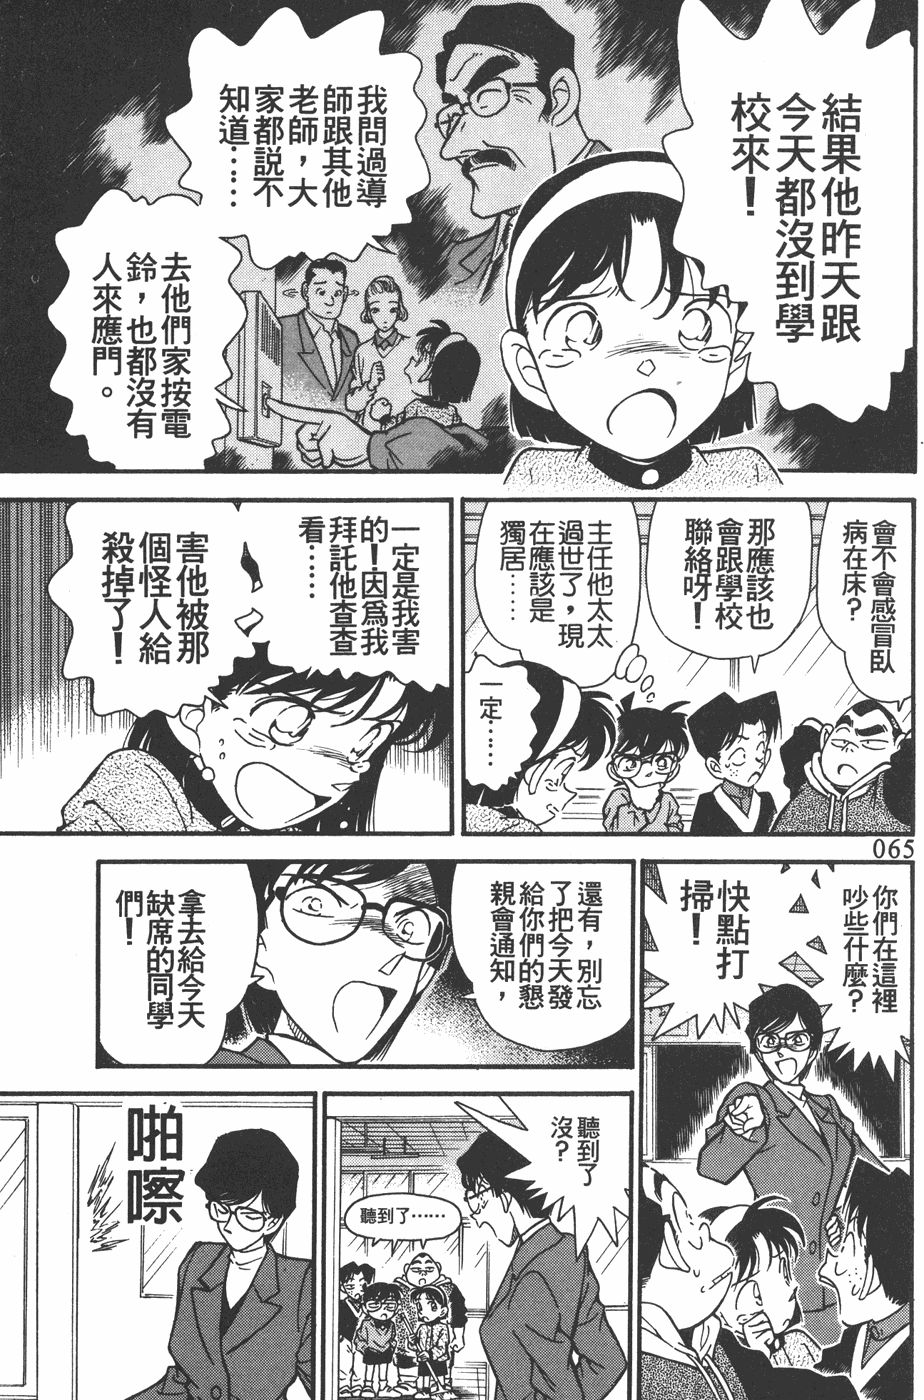 結果他昨天跟
今天都沒到學
校來！
我問過導
師跟其他
老師，大
家都說不
知道……
去他們家按電
鈴，也都沒有
人來應門。
會不會感冒臥
病在床？
那應該也
會跟學校
聯絡呀！
主任他太太
過世了，現
在應該是
獨居……
一定……
一定是我害
的！因爲我
拜託他查查
看……
害他被那
個怪人給
殺掉了！
065
你們在這裡
吵些什麼？
快點打
掃！
還有，別忘
了把今天發
給你們的懇
親會通知，
拿去給今天
缺席的同學
們！
聽到了
沒？
聽到了……
啪嚓